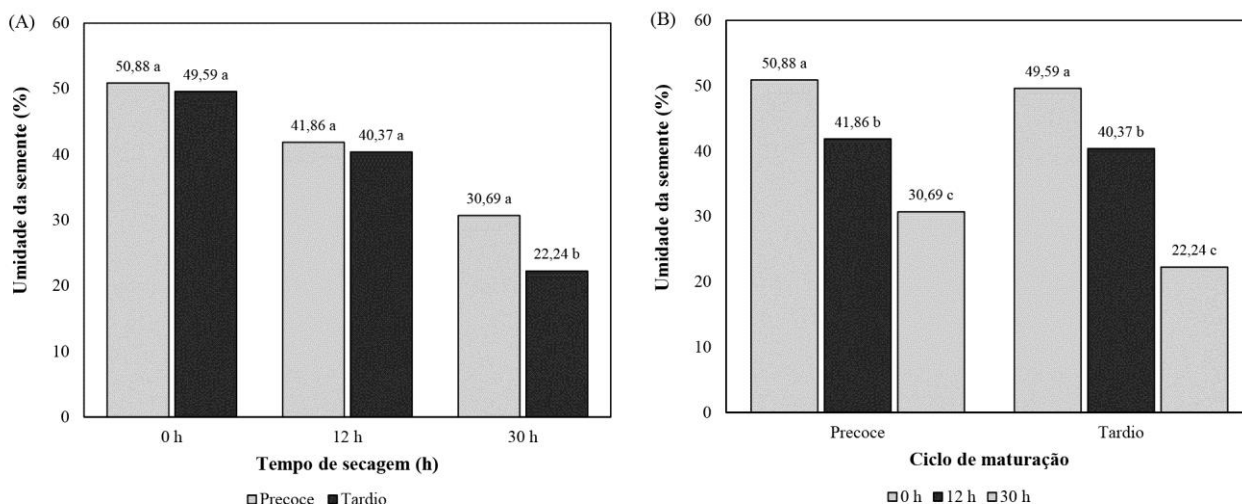 (A)
Umidade da semente (%)
60
50
40
30
20
10
0
50,88 a
49,59 a
41,86 a
40,37 a
30,69 a
22,24 b
0 h
12 h
30 h
Tempo de secagem (h)
Precoce Tardio
(B)
Umidade da semente (%)
60
50
40
30
20
10
0
50,88 a
41,86 b
30,69 c
49,59 a
40,37 b
22,24 c
Precoce
Tardio
Ciclo de maturação
0 h 12 h 30 h